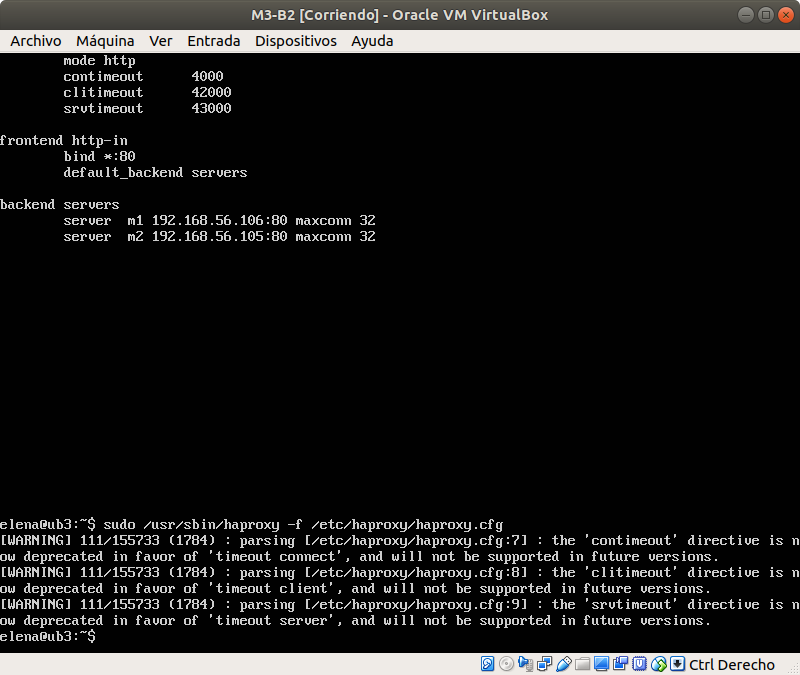 M3-B2 [Corriendo] - Oracle VM VirtualBox
Archivo Máquina Ver Entrada Dispositivos Ayuda
mode http
contimeout 4000
clitimeout 42000
srvtimeout 43000
frontend http-in
bind *:80
default_backend servers
backend servers
server m1 192.168.56.106:80 maxconn 32
server m2 192.168.56.105:80 maxconn 32
elena@ub3:~$ sudo /usr/sbin/haproxy -f /etc/haproxy/haproxy.cfg
[WARNING] 111/155733 (1784) : parsing [/etc/haproxy/haproxy.cfg:7] : the 'contimeout' directive is n
ow deprecated in favor of 'timeout connect', and will not be supported in future versions.
[WARNING] 111/155733 (1784) : parsing [/etc/haproxy/haproxy.cfg:8] : the 'clitimeout' directive is n
ow deprecated in favor of 'timeout client', and will not be supported in future versions.
[WARNING] 111/155733 (1784) : parsing [/etc/haproxy/haproxy.cfg:9] : the 'srvtimeout' directive is n
ow deprecated in favor of 'timeout server', and will not be supported in future versions.
elena@ub3:~$
Ctrl Derecho